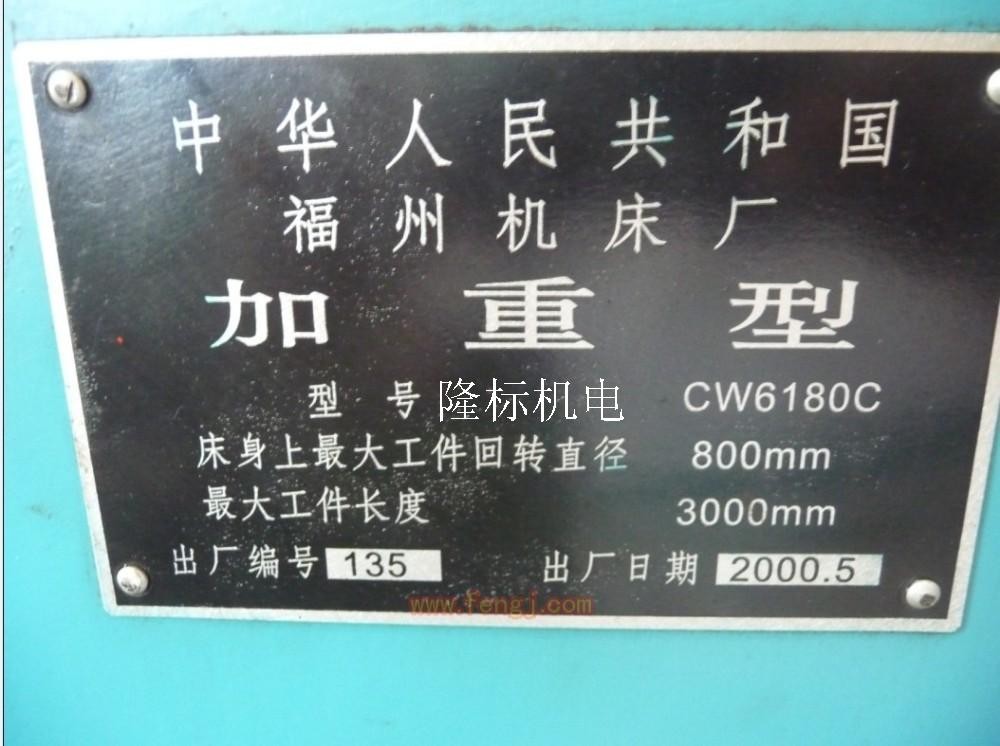 中华人民共和国
福州机床厂
加重型
型号 隆标机电 CW6180C
床身上最大工件回转直径 800mm
最大工件长度 3000mm
出厂编号 135 出厂日期 2000.5
www.fengj.com